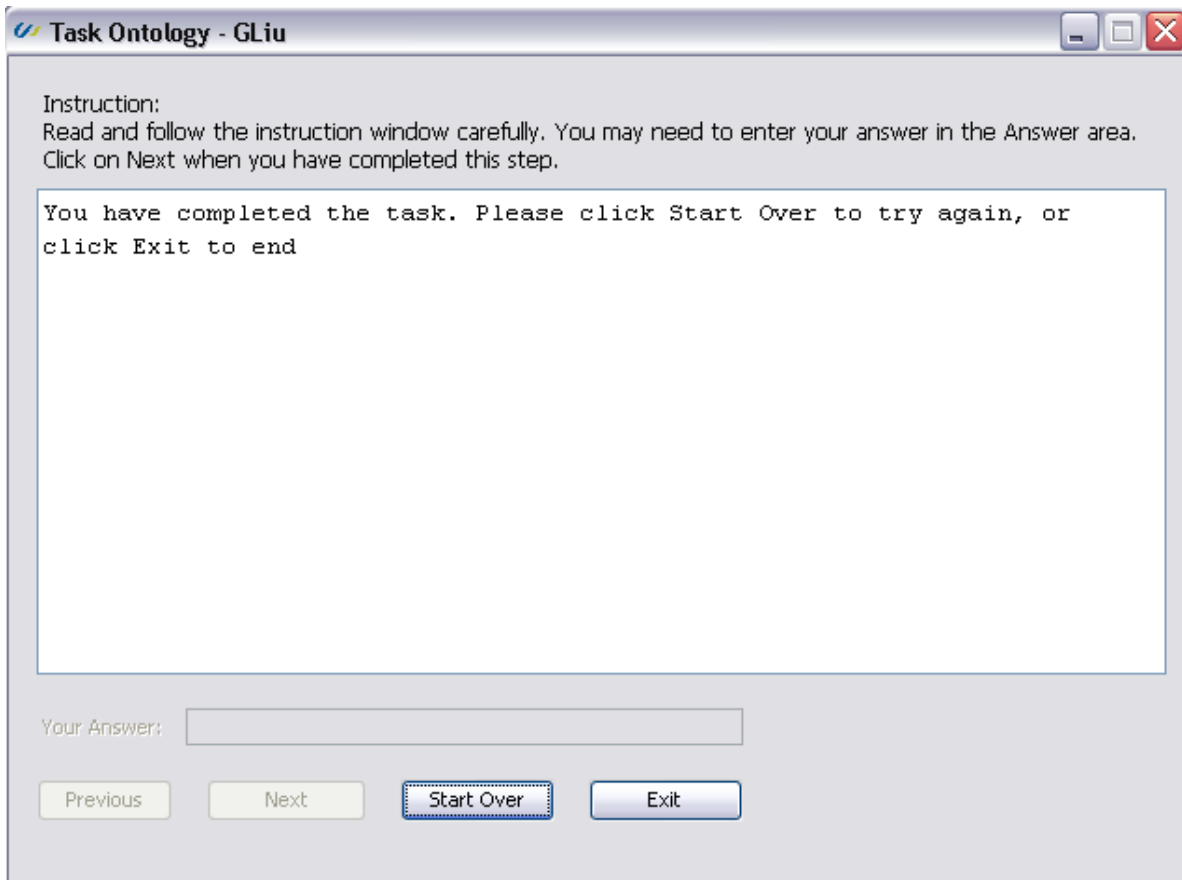 Task Ontology - GLiu
Instruction:
Read and follow the instruction window carefully. You may need to enter your answer in the Answer area.
Click on Next when you have completed this step.
You have completed the task. Please click Start Over to try again, or
click Exit to end
Your Answer:
Previous Next Start Over Exit